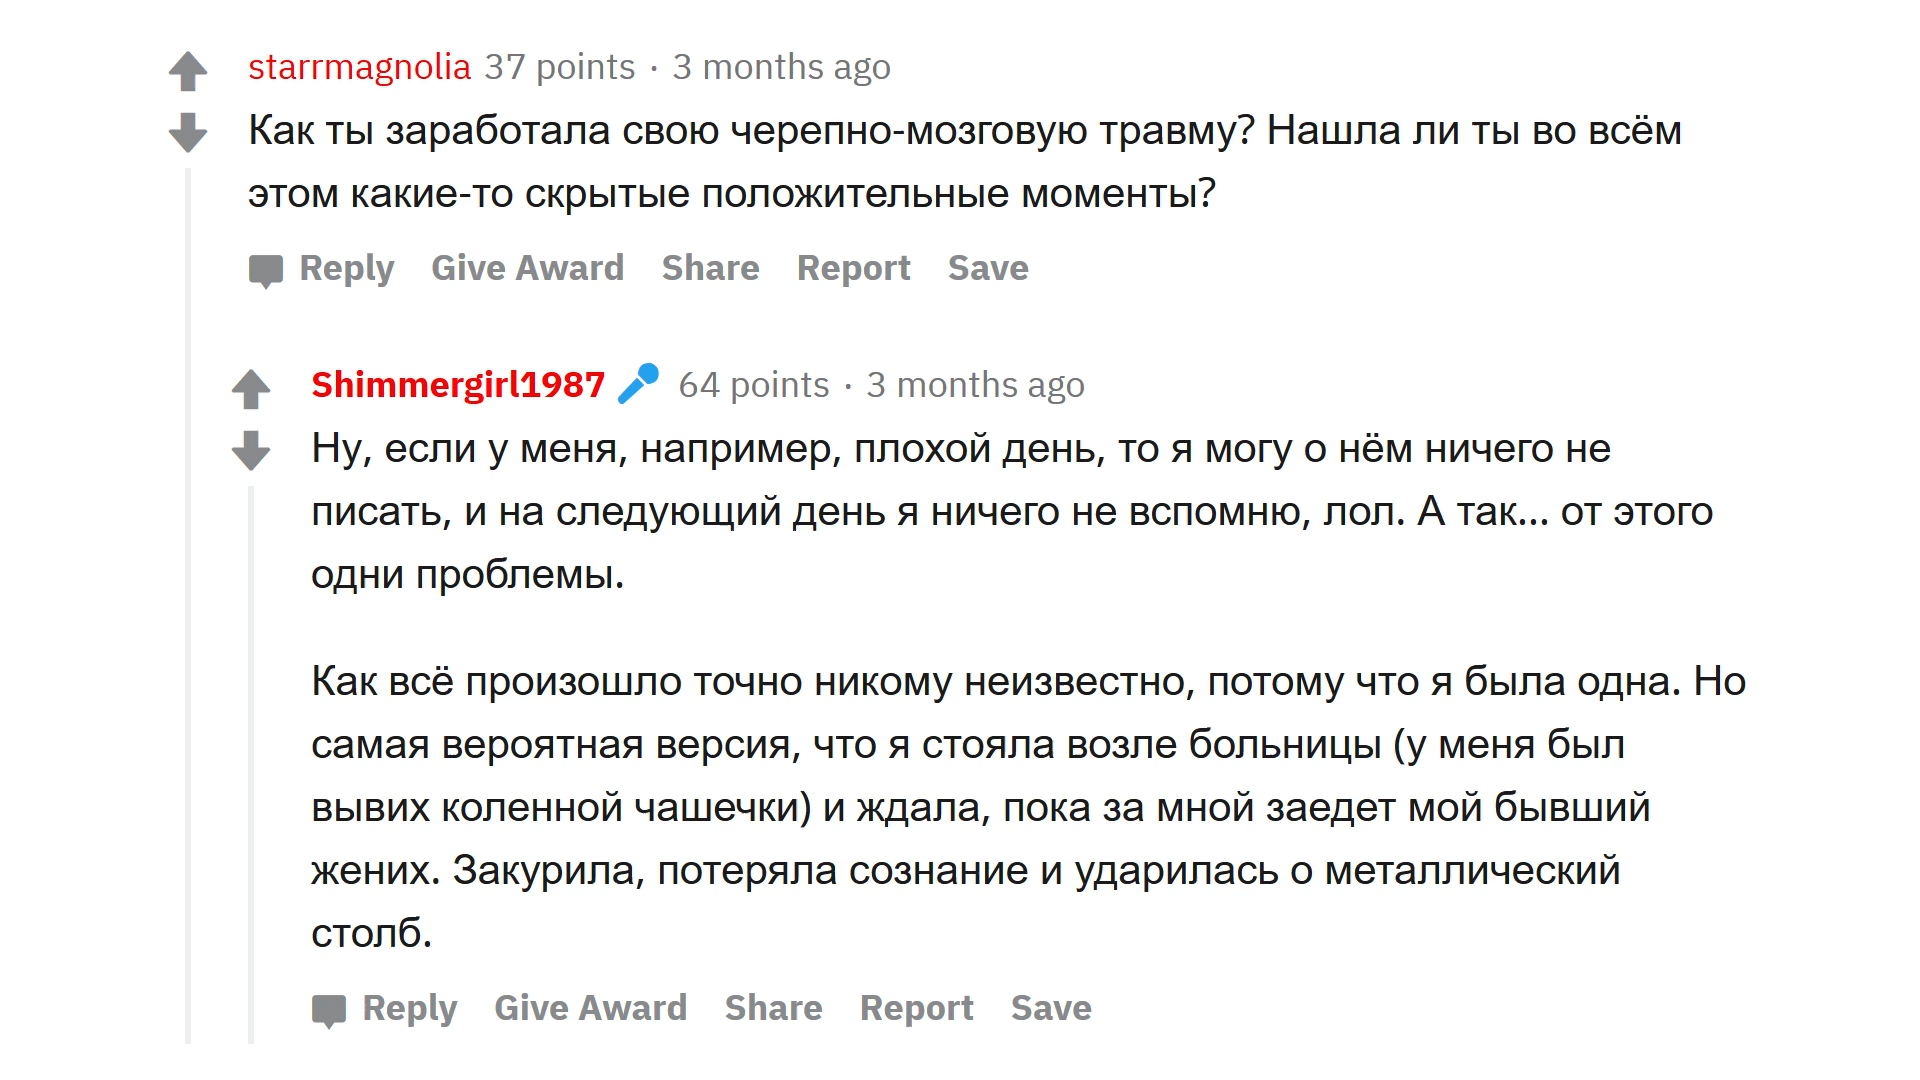 starrmagnolia 37 points · 3 months ago
Как ты заработала свою черепно-мозговую травму? Нашла ли ты во всём
этом какие-то скрытые положительные моменты?
Reply Give Award Share Report Save
Shimmergirl1987 64 points · 3 months ago
Ну, если у меня, например, плохой день, то я могу о нём ничего не
писать, и на следующий день я ничего не вспомню, лол. А так... от этого
одни проблемы.
Как всё произошло точно никому неизвестно, потому что я была одна. Но
самая вероятная версия, что я стояла возле больницы (у меня был
вывих коленной чашечки) и ждала, пока за мной заедет мой бывший
жених. Закурила, потеряла сознание и ударилась о металлический
столб.
Reply Give Award Share Report Save